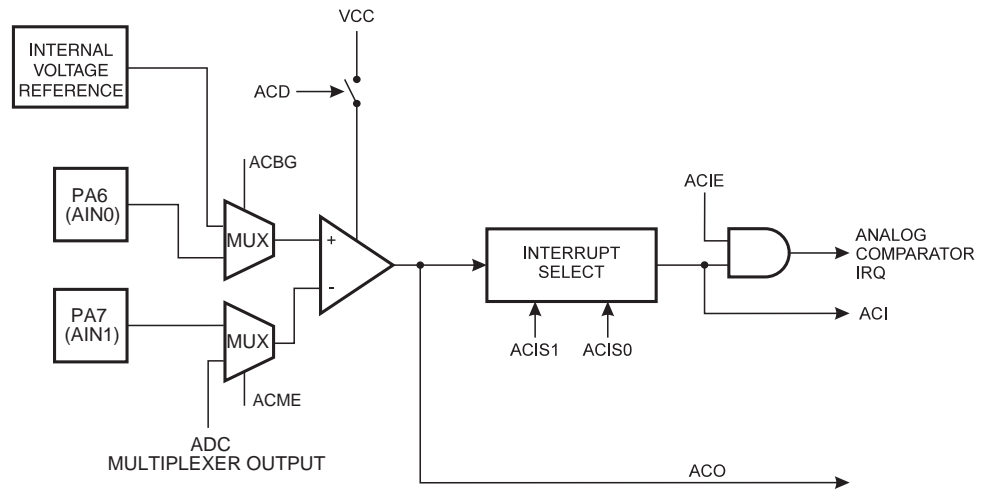 VCC
INTERNAL
VOLTAGE
REFERENCE
ACD
ACBG
PA6
(AIN0)
MUX
+
-
PA7
(AIN1)
MUX
ACME
ADC
MULTIPLEXER OUTPUT
INTERRUPT
SELECT
ACIS1
ACIS0
ACIE
ANALOG
COMPARATOR
IRQ
ACI
ACO